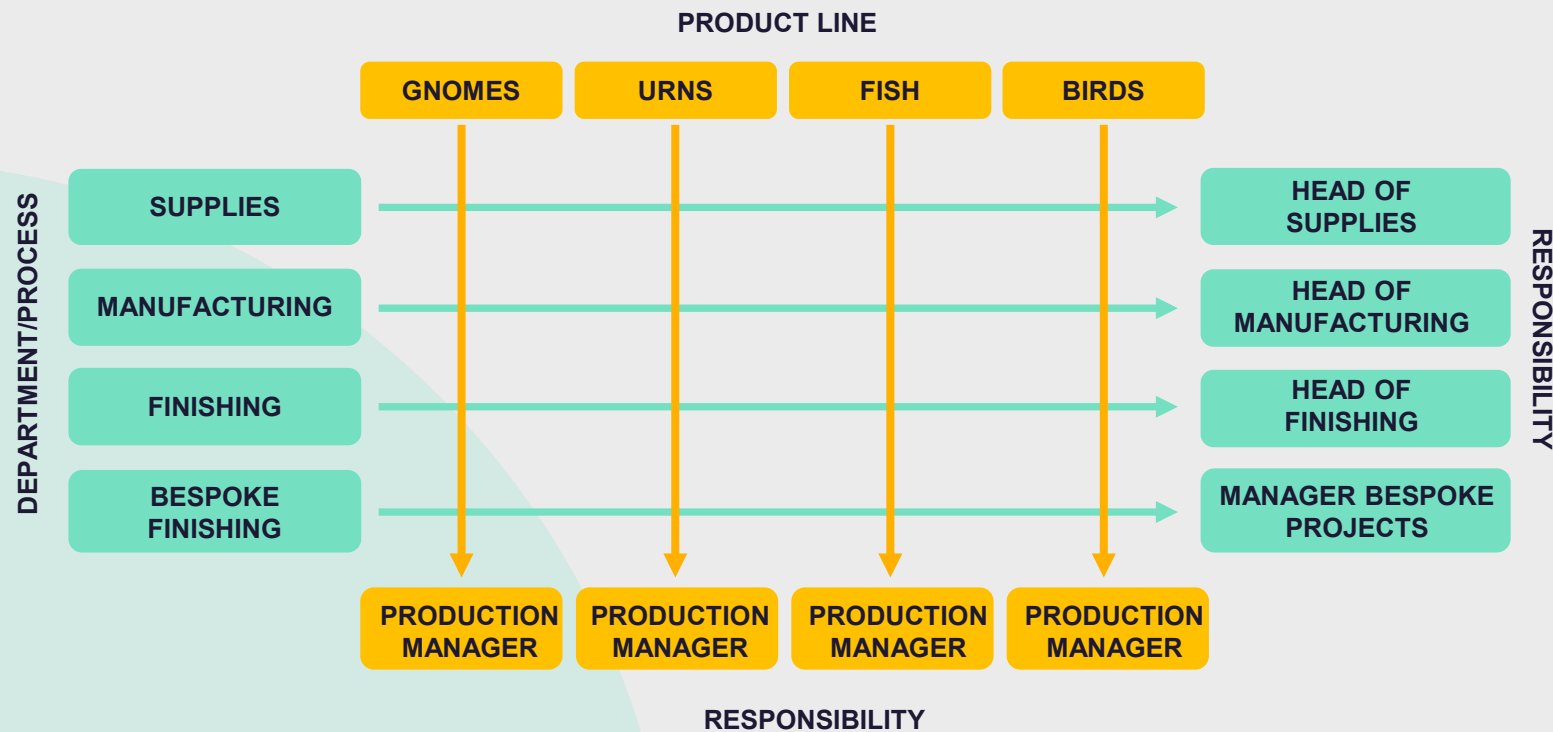 PRODUCT LINE
GNOMES
URNS
FISH
BIRDS
DEPARTMENT/PROCESS
SUPPLIES
HEAD OF
SUPPLIES
MANUFACTURING
HEAD OF
MANUFACTURING
FINISHING
HEAD OF
FINISHING
BESPOKE
FINISHING
MANAGER BESPOKE
PROJECTS
RESPONSIBILITY
PRODUCTION
MANAGER
PRODUCTION
MANAGER
PRODUCTION
MANAGER
PRODUCTION
MANAGER
RESPONSIBILITY